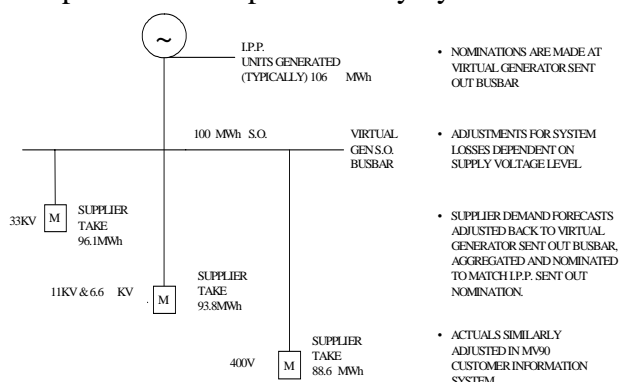 ~
I.P.P.
UNITS GENERATED
(TYPICALLY) 106 MWh
100 MWh S.O.
VIRTUAL
GEN S.O.
BUSBAR
33KV
M
SUPPLIER
TAKE
96.1MWh
11KV & 6.6 KV
M
SUPPLIER
TAKE
93.8MWh
400V
M
SUPPLIER
TAKE
88.6 MWh
• NOMINATIONS ARE MADE AT
VIRTUAL GENERATOR SENT
OUT BUSBAR
• ADJUSTMENTS FOR SYSTEM
LOSSES DEPENDENT ON
SUPPLY VOLTAGE LEVEL
• SUPPLIER DEMAND FORECASTS
ADJUSTED BACK TO VIRTUAL
GENERATOR SENT OUT BUSBAR,
AGGREGATED AND NOMINATED
TO MATCH I.P.P. SENT OUT
NOMINATION.
• ACTUALS SIMILARLY
ADJUSTED IN MV90
CUSTOMER INFORMATION
SYSTEM